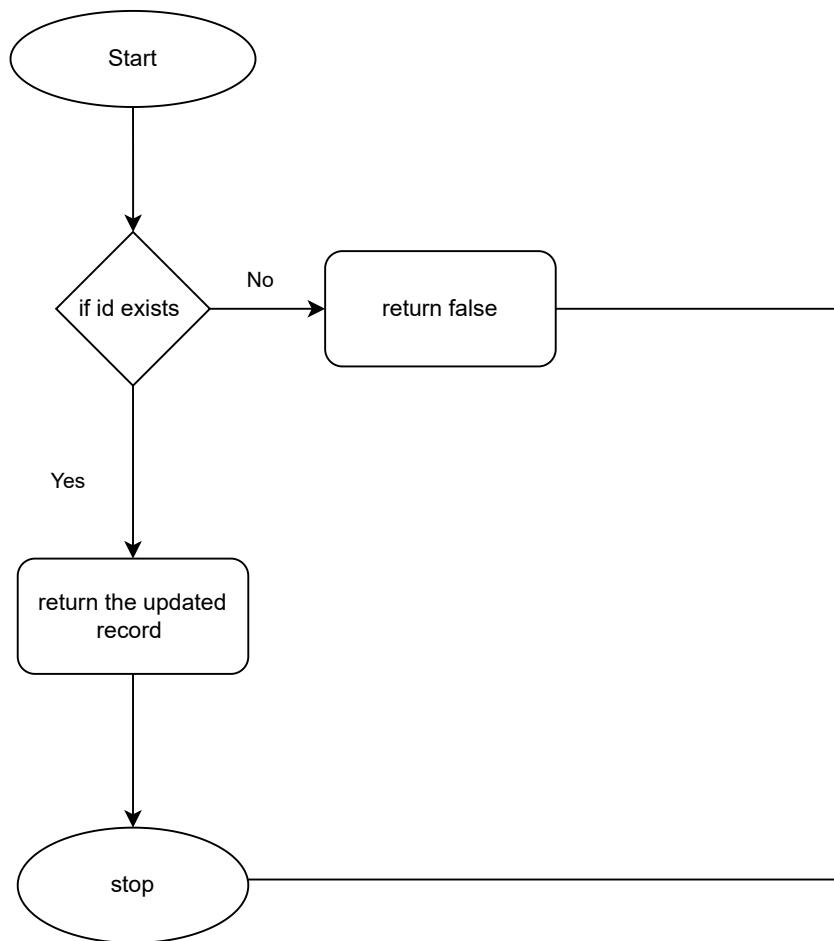 Start
if id exists
No
return false
Yes
return the updated
record
stop